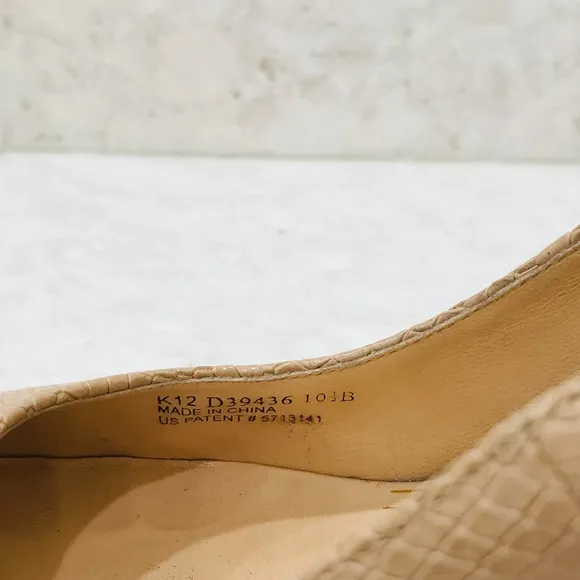 K12 D39436 10½B
MADE IN CHINA
US PATENT # 5713141